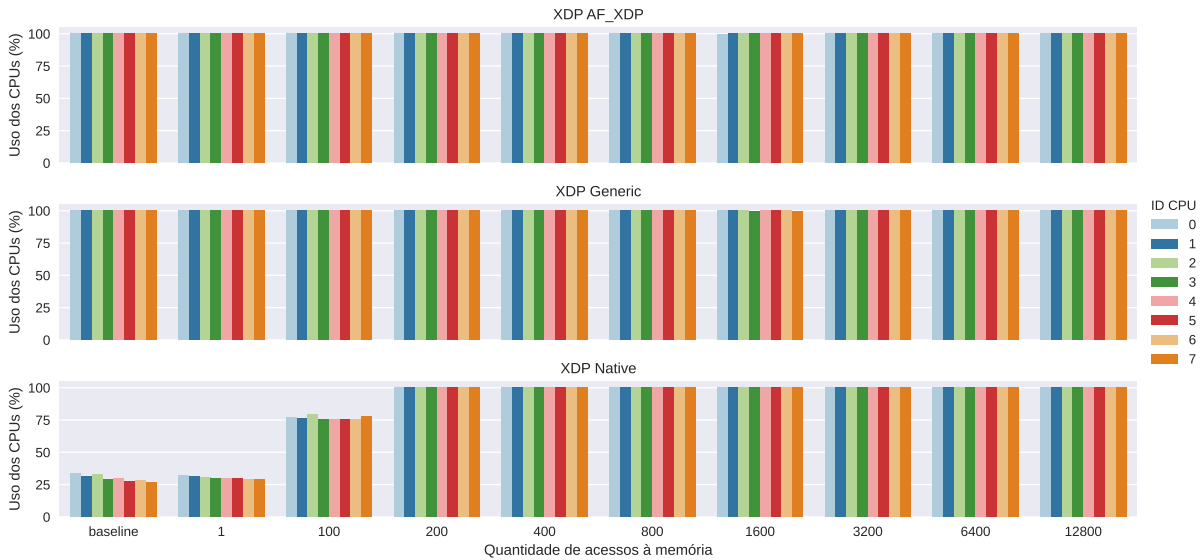 XDP AF_XDP
Uso dos CPUs (%)
100
75
50
25
0
XDP Generic
Uso dos CPUs (%)
100
75
50
25
0
ID CPU
0
1
2
3
4
5
6
7
XDP Native
Uso dos CPUs (%)
100
75
50
25
0
baseline 1 100 200 400 800 1600 3200 6400 12800
Quantidade de acessos à memória